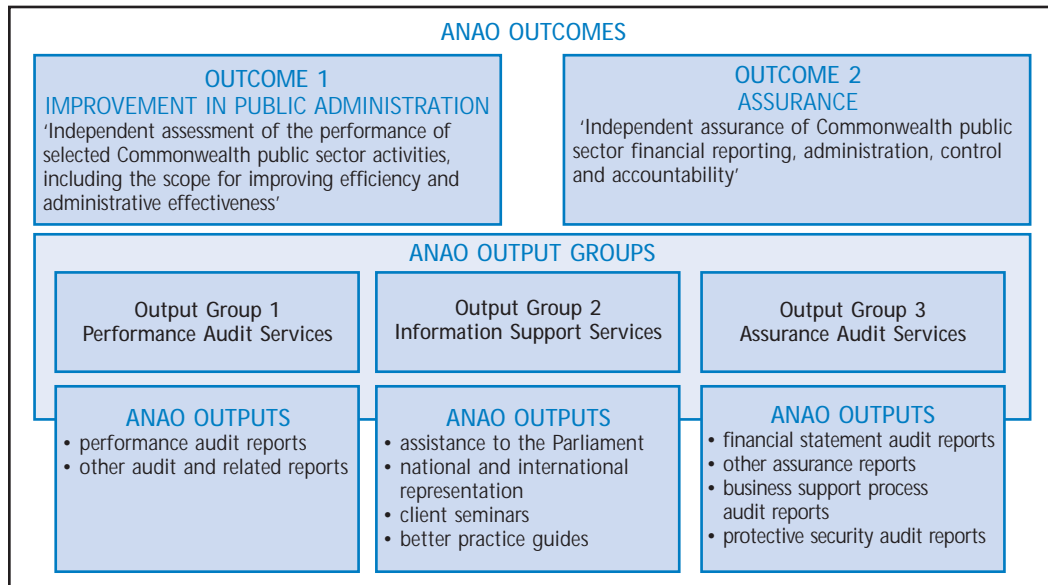 ANAO OUTCOMES
OUTCOME 1
IMPROVEMENT IN PUBLIC ADMINISTRATION
‘Independent assessment of the performance of
selected Commonwealth public sector activities,
including the scope for improving efficiency and
administrative effectiveness’
OUTCOME 2
ASSURANCE
‘Independent assurance of Commonwealth public
sector financial reporting, administration, control
and accountability’
ANAO OUTPUT GROUPS
Output Group 1
Performance Audit Services
Output Group 2
Information Support Services
Output Group 3
Assurance Audit Services
ANAO OUTPUTS
• performance audit reports
• other audit and related reports
ANAO OUTPUTS
• assistance to the Parliament
• national and international
representation
• client seminars
• better practice guides
ANAO OUTPUTS
• financial statement audit reports
• other assurance reports
• business support process
audit reports
• protective security audit reports